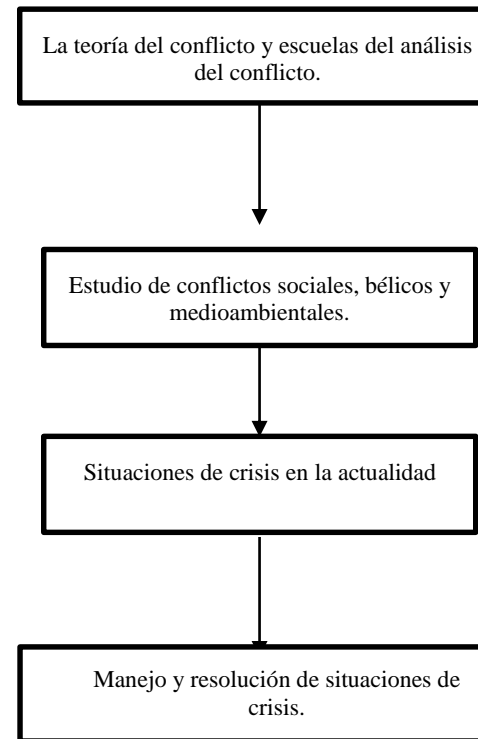 La teoría del conflicto y escuelas del análisis
del conflicto.
Estudio de conflictos sociales, bélicos y
medioambientales.
Situaciones de crisis en la actualidad
Manejo y resolución de situaciones de
crisis.